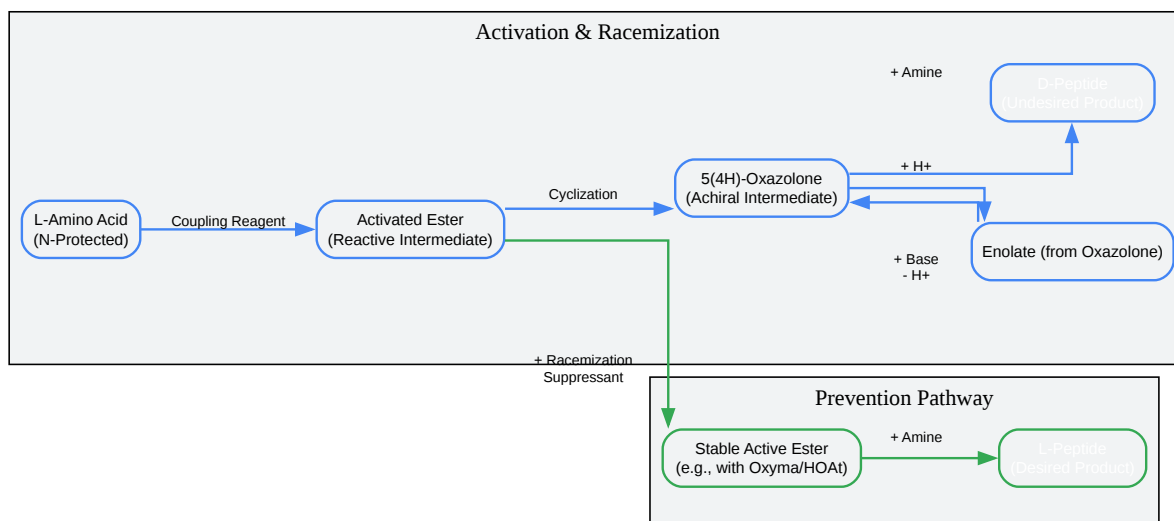 Activation & Racemization
+ Amine
D-Peptide
(Undesired Product)
+ H+
5(4H)-Oxazolone
(Achiral Intermediate)
Cyclization
L-Amino Acid
(N-Protected)
Coupling Reagent
Activated Ester
(Reactive Intermediate)
Enolate (from Oxazolone)
+ Base
- H+
+ Racemization
Suppressant
Prevention Pathway
Stable Active Ester
(e.g., with Oxyma/HOAt)
+ Amine
L-Peptide
(Desired Product)